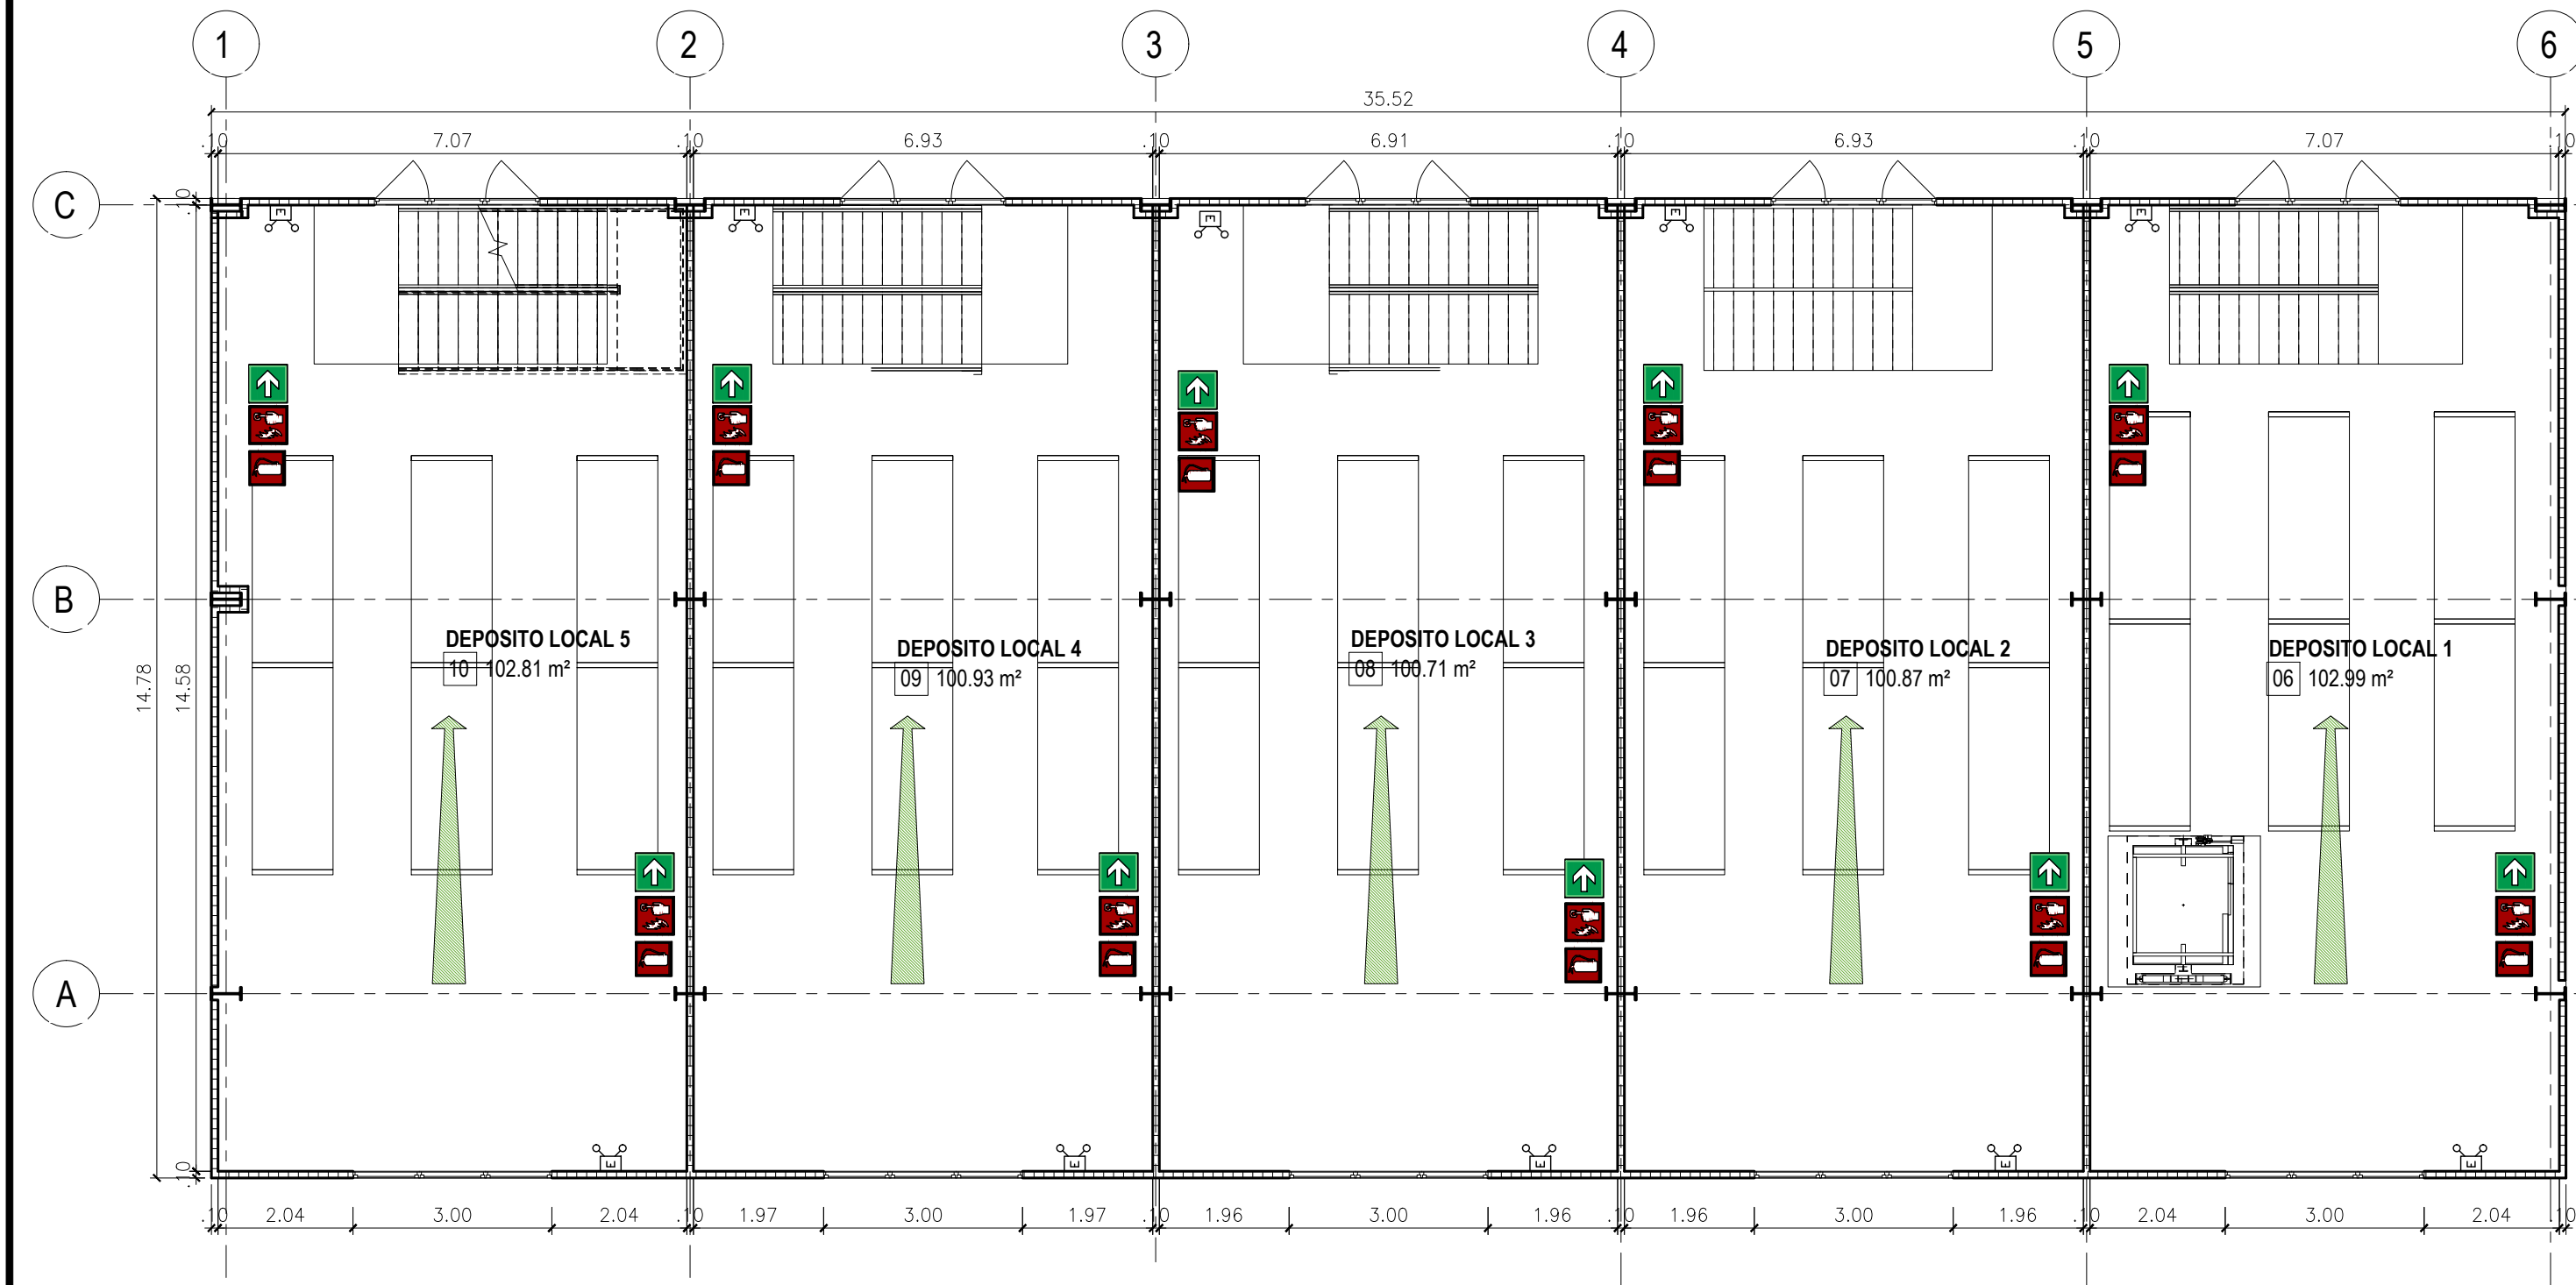 1 2 3 4 5 6
35.52
.10 7.07 .10 6.93 .10 6.91 .10 6.93 .10 7.07 .10
C
.10
E E E E E
B
DEPOSITO LOCAL 5
10 102.81 m²
DEPOSITO LOCAL 4
09 100.93 m²
DEPOSITO LOCAL 3
08 100.71 m²
DEPOSITO LOCAL 2
07 100.87 m²
DEPOSITO LOCAL 1
06 102.99 m²
14.78
14.58
A
E E E E E
.10
.10 2.04 3.00 2.04 .10 1.97 3.00 1.97 .10 1.96 3.00 1.96 .10 1.96 3.00 1.96 .10 2.04 3.00 2.04 .10